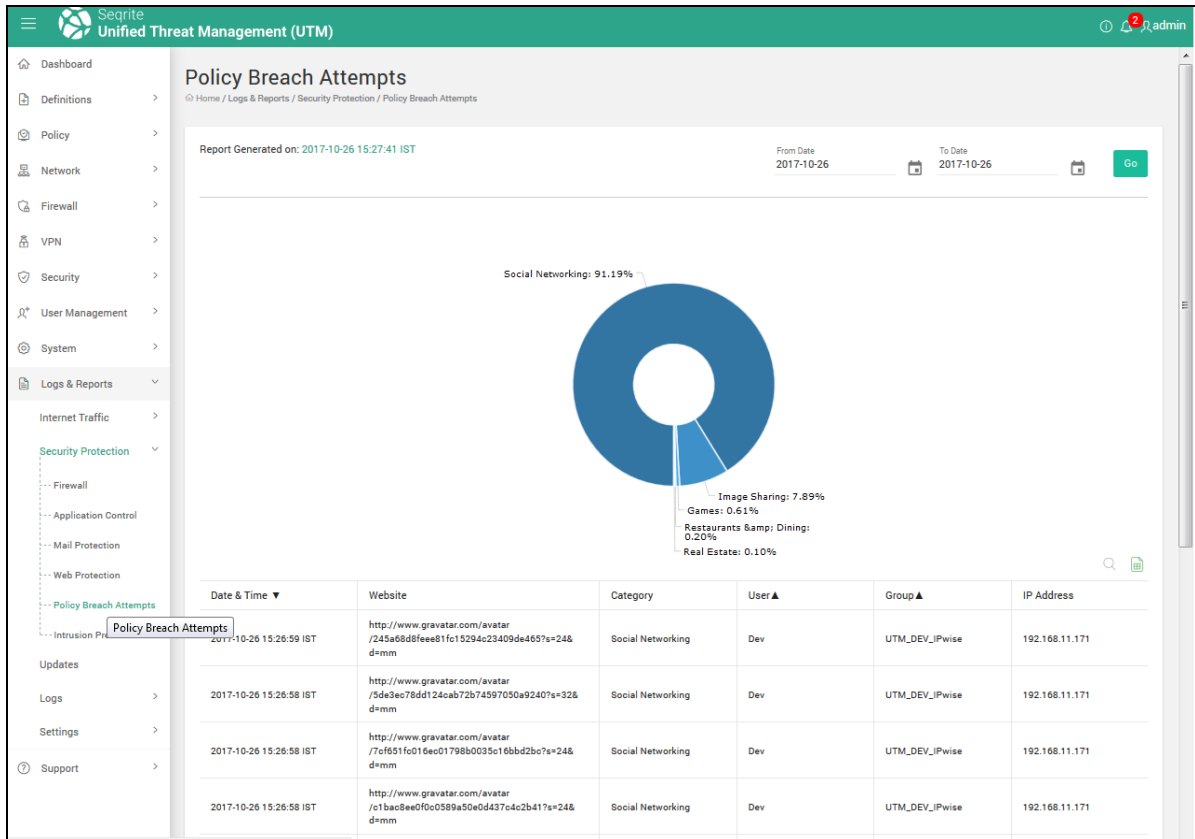 Seqrite
Unified Threat Management (UTM)
2
admin
Dashboard
Definitions
Policy
Network
Firewall
VPN
Security
User Management
System
Logs & Reports
Internet Traffic
Security Protection
Firewall
Application Control
Mail Protection
Web Protection
Policy Breach Attempts
Intrusion Pr
Policy Breach Attempts
Updates
Logs
Settings
Support
Policy Breach Attempts
Home / Logs & Reports / Security Protection / Policy Breach Attempts
Report Generated on: 2017-10-26 15:27:41 IST
From Date
2017-10-26
To Date
2017-10-26
Go
Social Networking: 91.19%
Image Sharing: 7.89%
Games: 0.61%
Restaurants &amp; Dining:
0.20%
Real Estate: 0.10%
Date & Time ▼ Website Category User▲ Group▲ IP Address
http://www.gravatar.com/avatar
2017-10-26 15:26:59 IST /245a68d8feee81fc15294c23409de465?s=24& Social Networking Dev UTM_DEV_IPwise 192.168.11.171
d=mm
http://www.gravatar.com/avatar
2017-10-26 15:26:58 IST /5de3ec78dd124cab72b74597050a9240?s=32& Social Networking Dev UTM_DEV_IPwise 192.168.11.171
d=mm
http://www.gravatar.com/avatar
2017-10-26 15:26:58 IST /7cf651fc016ec01798b0035c16bbd2bc?s=24& Social Networking Dev UTM_DEV_IPwise 192.168.11.171
d=mm
http://www.gravatar.com/avatar
2017-10-26 15:26:58 IST /c1bac8ee0f0c0589a50e0d437c4c2b41?s=24& Social Networking Dev UTM_DEV_IPwise 192.168.11.171
d=mm